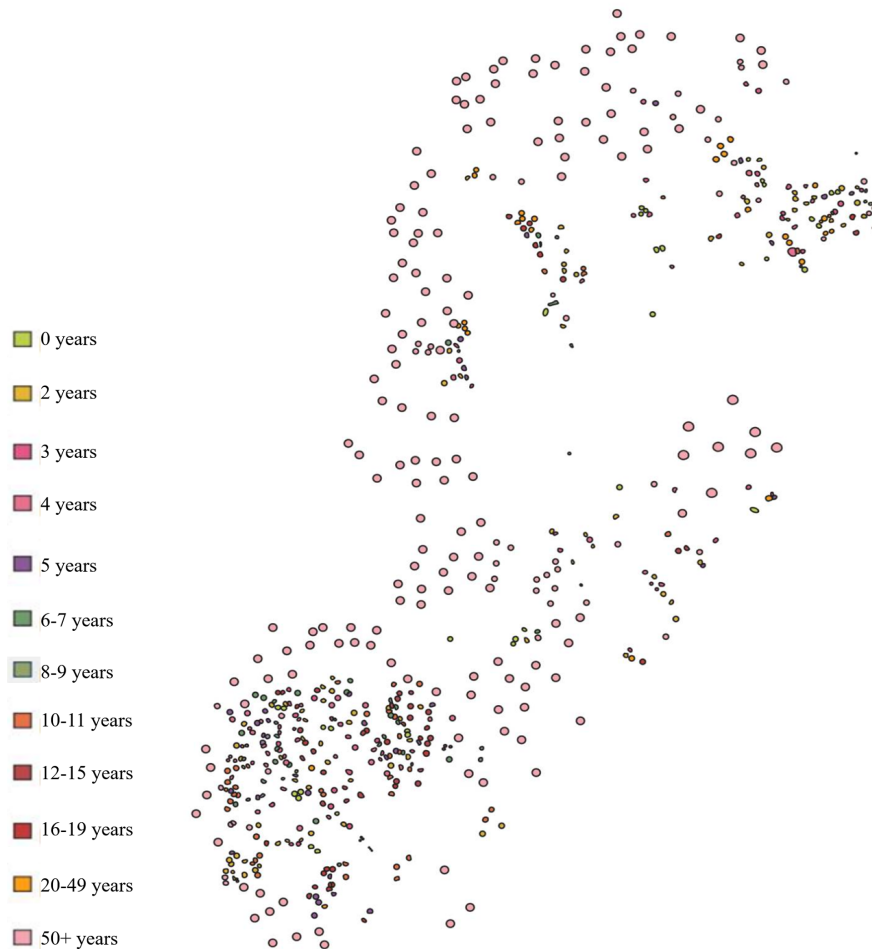 0 years
2 years
3 years
4 years
5 years
6-7 years
8-9 years
10-11 years
12-15 years
16-19 years
20-49 years
50+ years